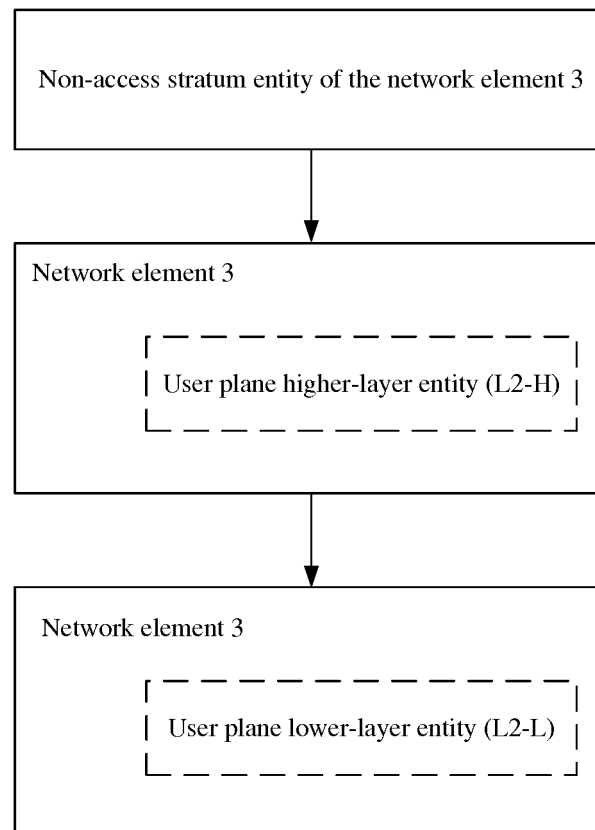 Non-access stratum entity of the network element 3
Network element 3
User plane higher-layer entity (L2-H)
Network element 3
User plane lower-layer entity (L2-L)